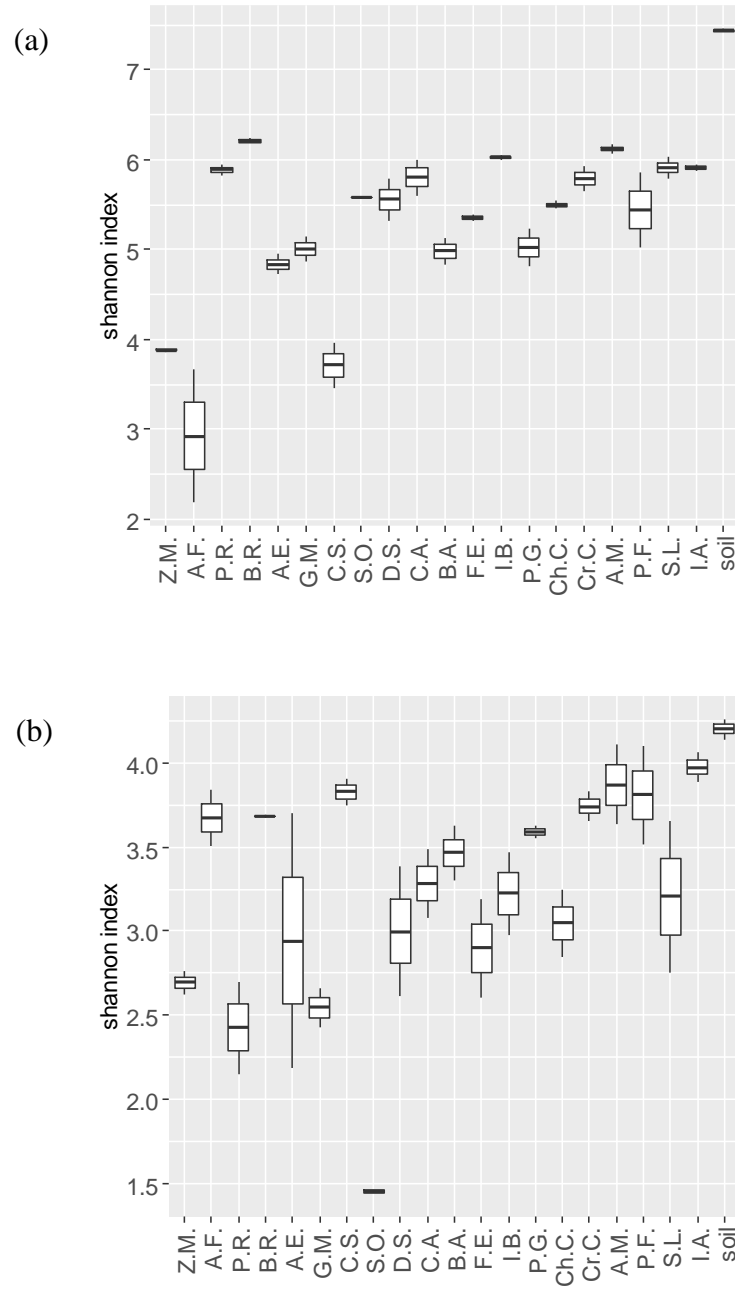 (a)
shannon index
7
6
5
4
3
2
Z.M. A.F. P.R. B.R. A.E. G.M. C.S. S.O. D.S. C.A. B.A. F.E. I.B. P.G. Ch.C. Cr.C. A.M. P.F. S.L. I.A. soil
(b)
shannon index
4.0
3.5
3.0
2.5
2.0
1.5
Z.M. A.F. P.R. B.R. A.E. G.M. C.S. S.O. D.S. C.A. B.A. F.E. I.B. P.G. Ch.C. Cr.C. A.M. P.F. S.L. I.A. soil